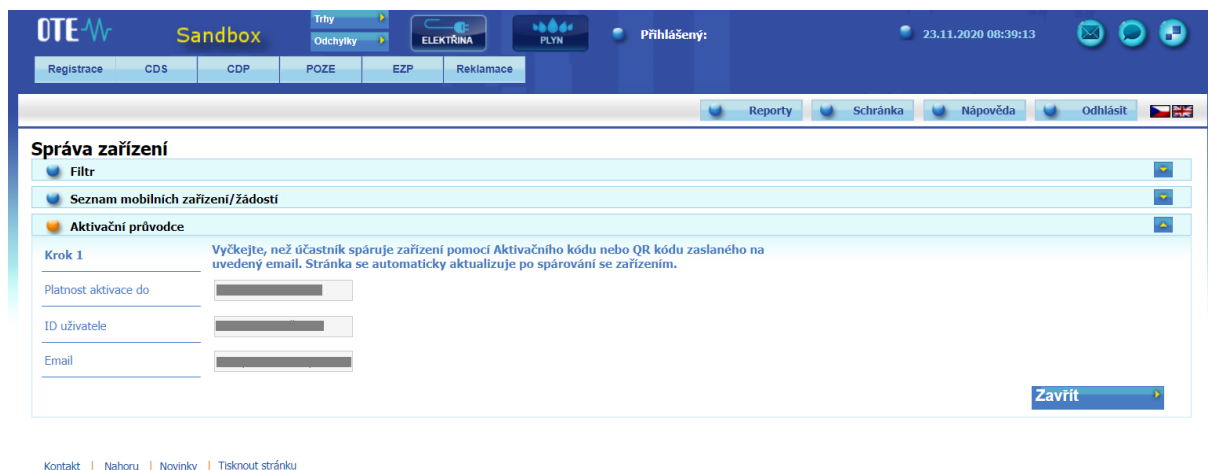 OTE
Sandbox
Trhy
Odchylky
ELEKTŘINA
PLYN
Přihlášený:
23.11.2020 08:39:13
Registrace CDS CDP POZE EZP Reklamace
Reporty Schránka Nápověda Odhlásit
Správa zařízení
Filtr
Seznam mobilních zařízení/žádostí
Aktivační průvodce
Krok 1
Vyčkejte, než účastník spáruje zařízení pomocí Aktivačního kódu nebo QR kódu zaslaného na
uvedený email. Stránka se automaticky aktualizuje po spárování se zařízením.
Platnost aktivace do
ID uživatele
Email
Zavřít
Kontakt | Nahoru | Novinky | Tisknout stránku